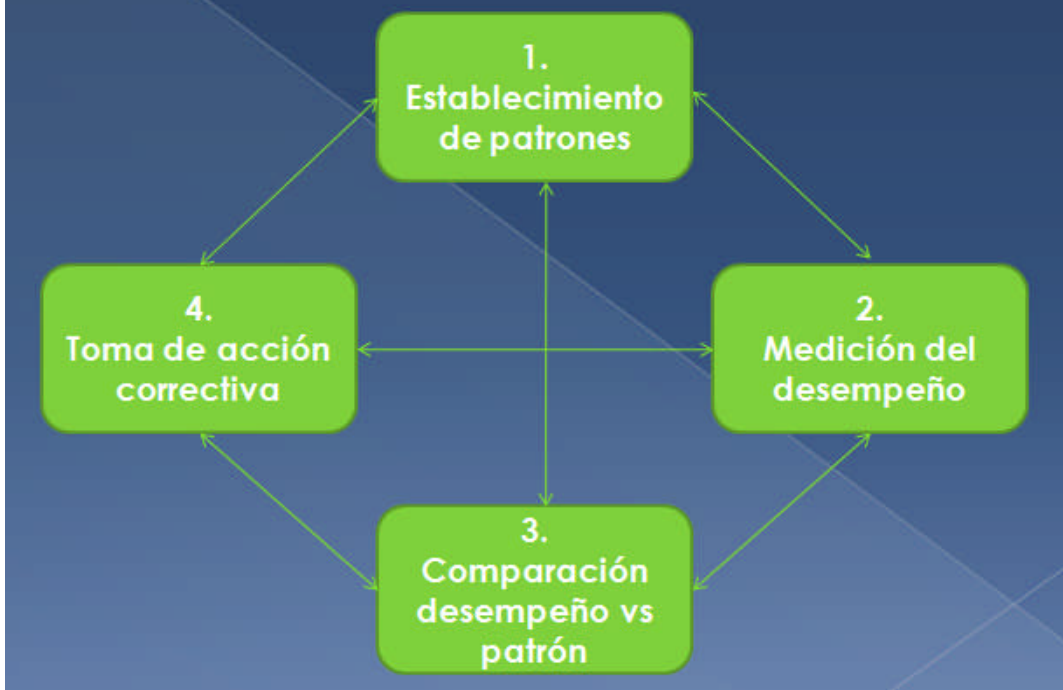 1.
Establecimiento
de patrones
4.
Toma de acción
correctiva
2.
Medición del
desempeño
3.
Comparación
desempeño vs
patrón